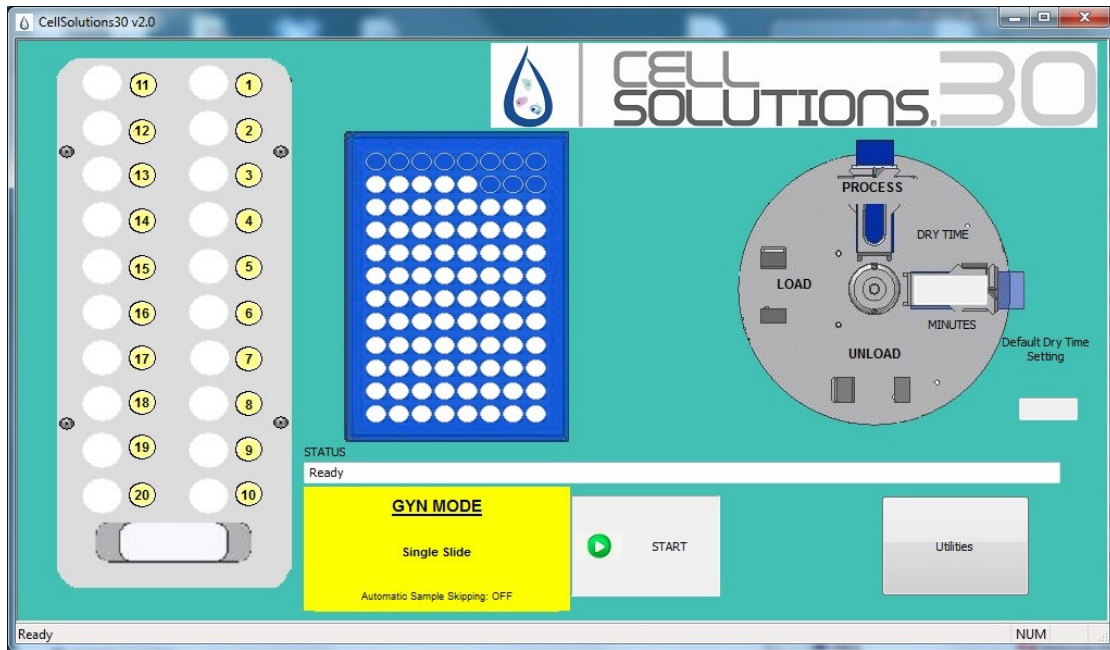 CellSolutions30 v2.0
CELL
SOLUTIONS® 30
11 1
12 2
13 3
14 4
15 5
16 6
17 7
18 8
19 9
20 10
PROCESS
DRY TIME
LOAD
MINUTES
UNLOAD
Default Dry Time
Setting
STATUS
Ready
GYN MODE
Single Slide
Automatic Sample Skipping: OFF
START
Utilities
Ready
NUM